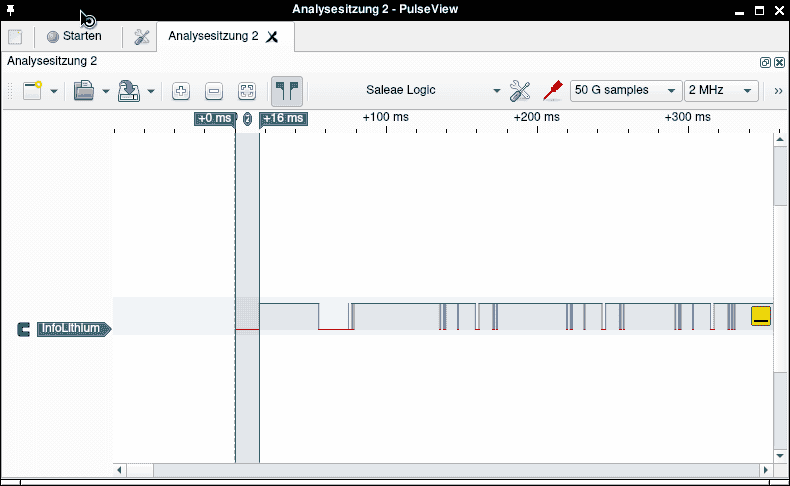 Analysesitzung 2 - PulseView
Starten
Analysesitzung 2
Analysesitzung 2
Saleae Logic
50 G samples
2 MHz
+0 ms
+16 ms
+100 ms
+200 ms
+300 ms
InfoLithium